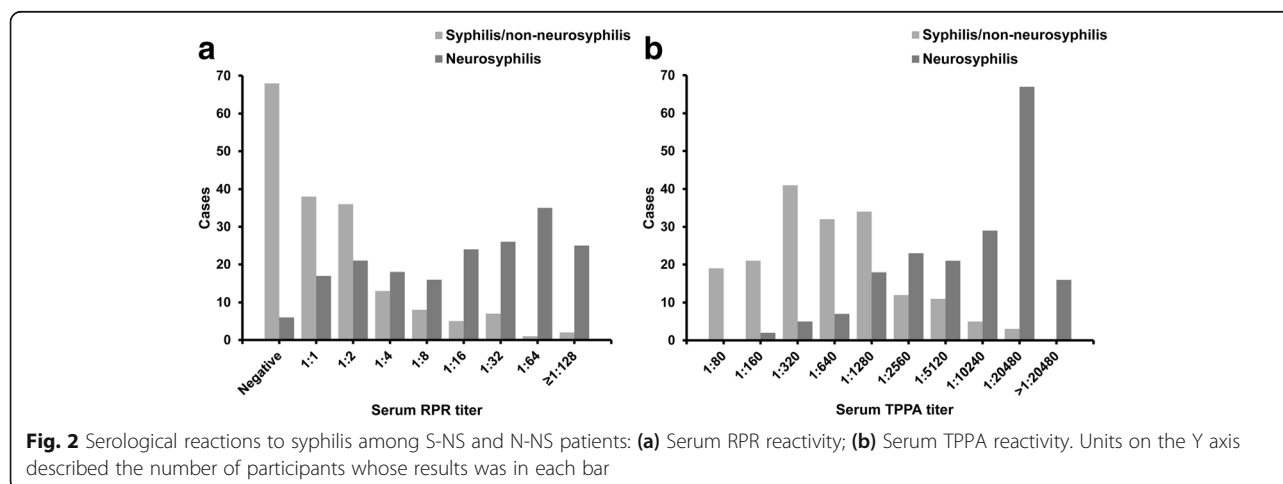 a
Syphilis/non-neurosyphilis
Neurosyphilis
70
60
50
40
30
20
10
0
Cases
Negative
1:1
1:2
1:4
1:8
1:16
1:32
1:64
≥1:128
Serum RPR titer
b
Syphilis/non-neurosyphilis
Neurosyphilis
70
60
50
40
30
20
10
0
Cases
1:80
1:160
1:320
1:640
1:1280
1:2560
1:5120
1:10240
1:20480
>1:20480
Serum TPPA titer
Fig. 2 Serological reactions to syphilis among S-NS and N-NS patients: (a) Serum RPR reactivity; (b) Serum TPPA reactivity. Units on the Y axis
described the number of participants whose results was in each bar